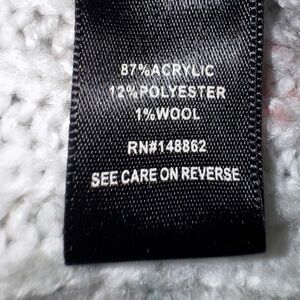 87%ACRYLIC
12%POLYESTER
1%WOOL
RN#148862
SEE CARE ON REVERSE